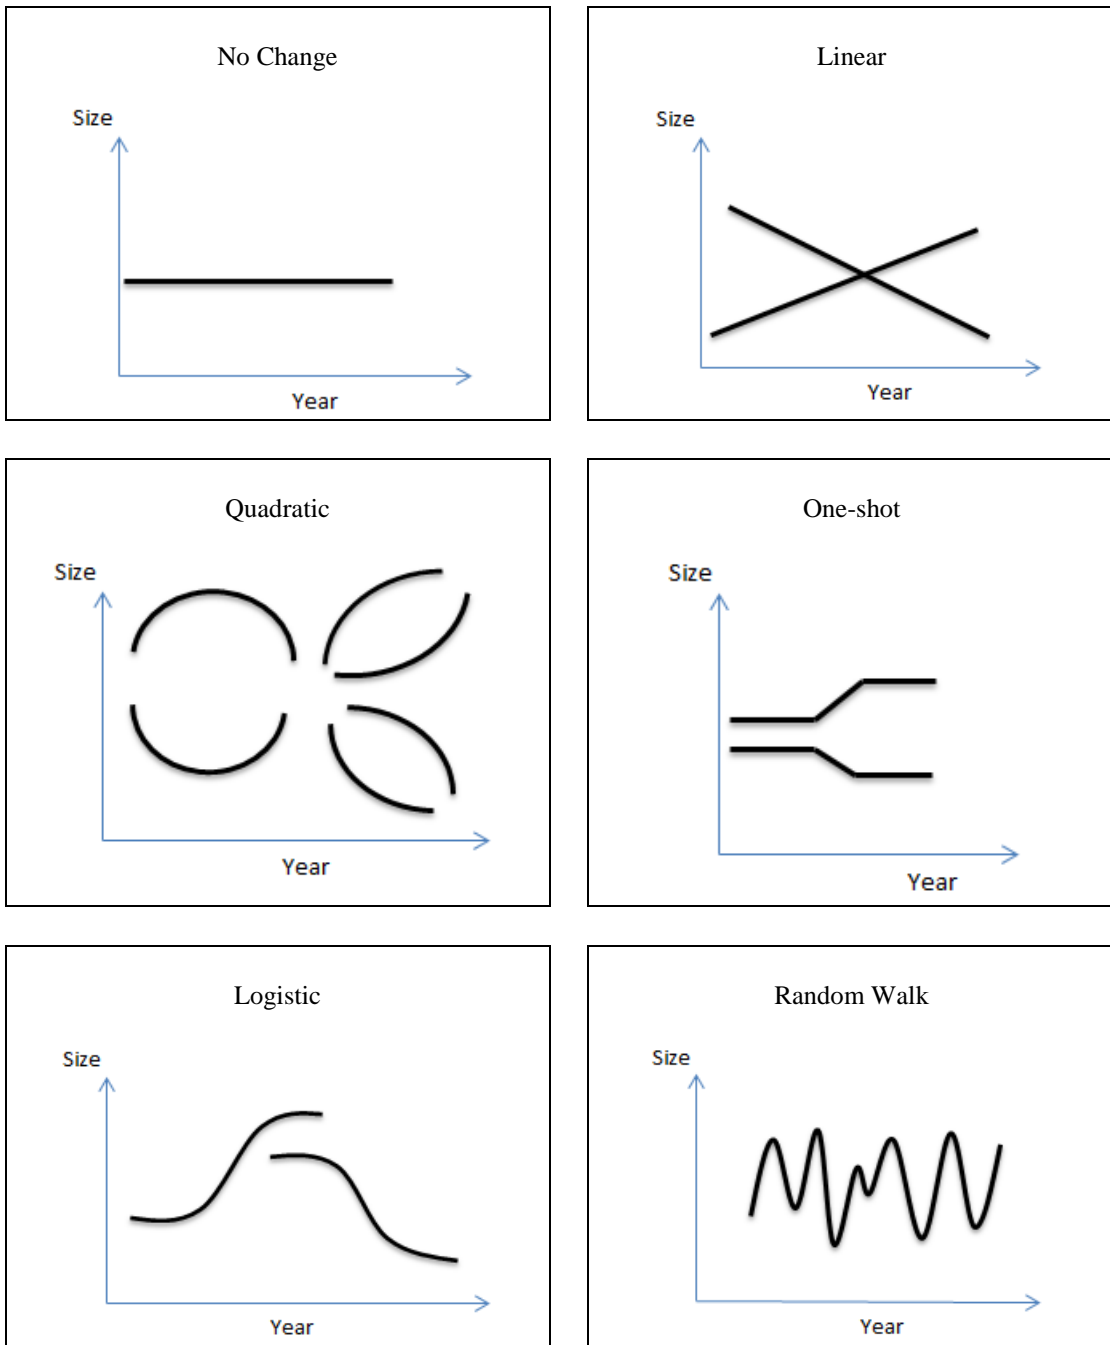 No Change
Size
Year
Linear
Size
Year
Quadratic
Size
Year
One-shot
Size
Year
Logistic
Size
Year
Random Walk
Size
Year